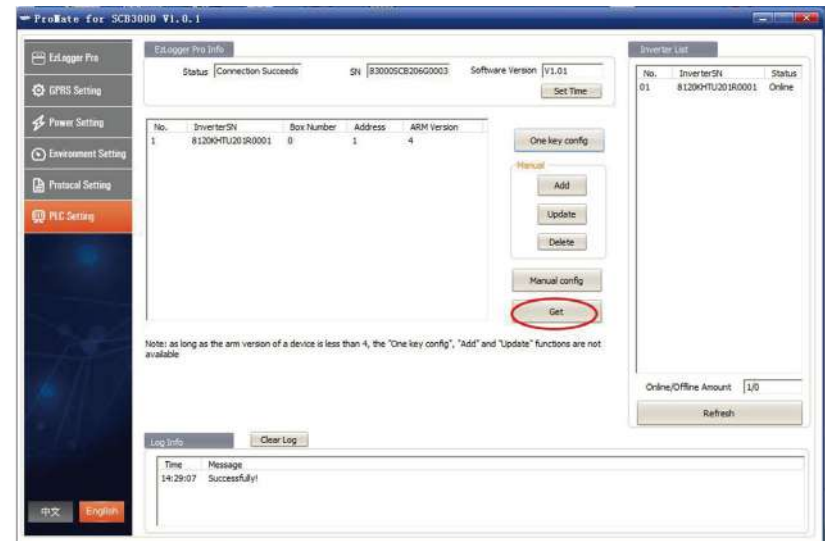 ProMate for SCB3000 V1.0.1
EzLogger Pro
GPRS Setting
Power Setting
Environment Setting
Protocal Setting
PLC Setting
中文
English
EzLogger Pro Info
Status Connection Succeeds SN 83000SCB206G0003 Software Version V1.01
Set Time
No. InverterSN Box Number Address ARM Version
1 8120KHTU201R0001 0 1 4
One key config
Manual
Add
Update
Delete
Manual config
Get
Note: as long as the arm version of a device is less than 4, the "One key config", "Add" and "Update" functions are not
available
Inverter List
No. InverterSN Status
01 8120KHTU201R0001 Online
Online/Offline Amount 1/0
Refresh
Log Info
Clear Log
Time Message
14:29:07 Successfully!